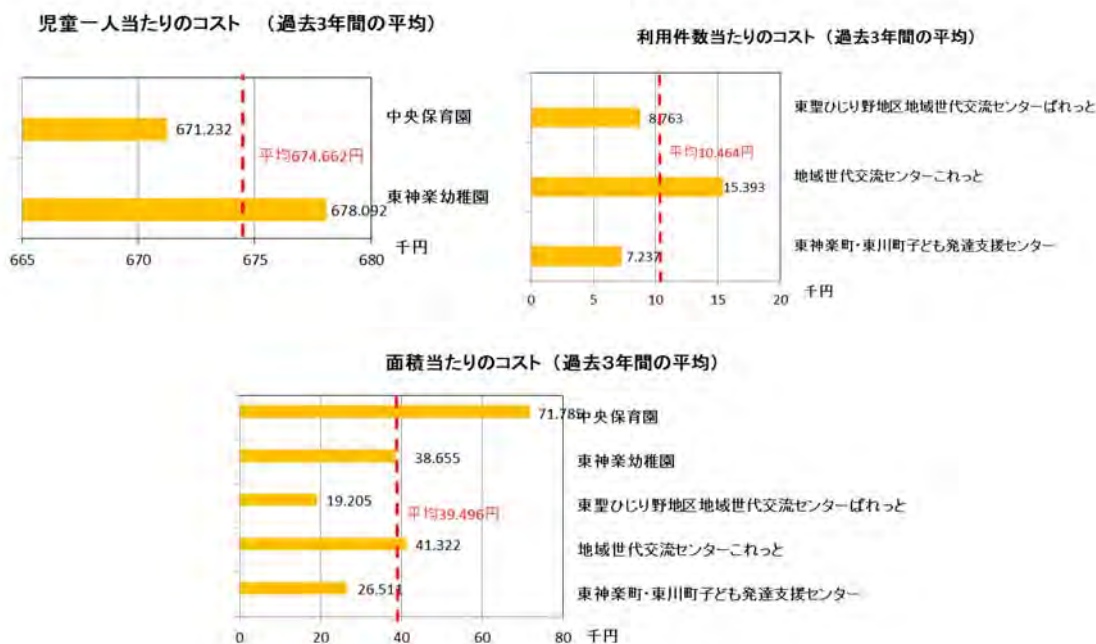 児童一人当たりのコスト (過去3年間の平均)
671.232
中央保育園
平均674.662円
678.092
東神楽幼稚園
665 670 675 680 千円
利用件数当たりのコスト (過去3年間の平均)
8.763
東聖ひじり野地区地域世代交流センターぱれっと
平均10.464円
15.393
地域世代交流センターこれっと
7.237
東神楽町・東川町子ども発達支援センター
0 5 10 15 20 千円
面積当たりのコスト (過去3年間の平均)
71.785
中央保育園
38.655
東神楽幼稚園
19.205
東聖ひじり野地区地域世代交流センターぱれっと
平均39.496円
41.322
地域世代交流センターこれっと
26.511
東神楽町・東川町子ども発達支援センター
0 20 40 60 80 千円